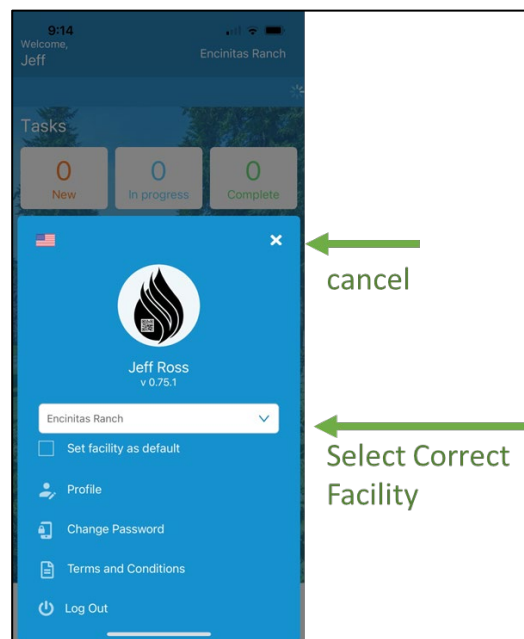 9:14
Welcome,
Jeff
Encinitas Ranch
Tasks
0
New
0
In progress
0
Complete
cancel
Jeff Ross
v 0.75.1
Encinitas Ranch
Set facility as default
Select Correct
Facility
Profile
Change Password
Terms and Conditions
Log Out